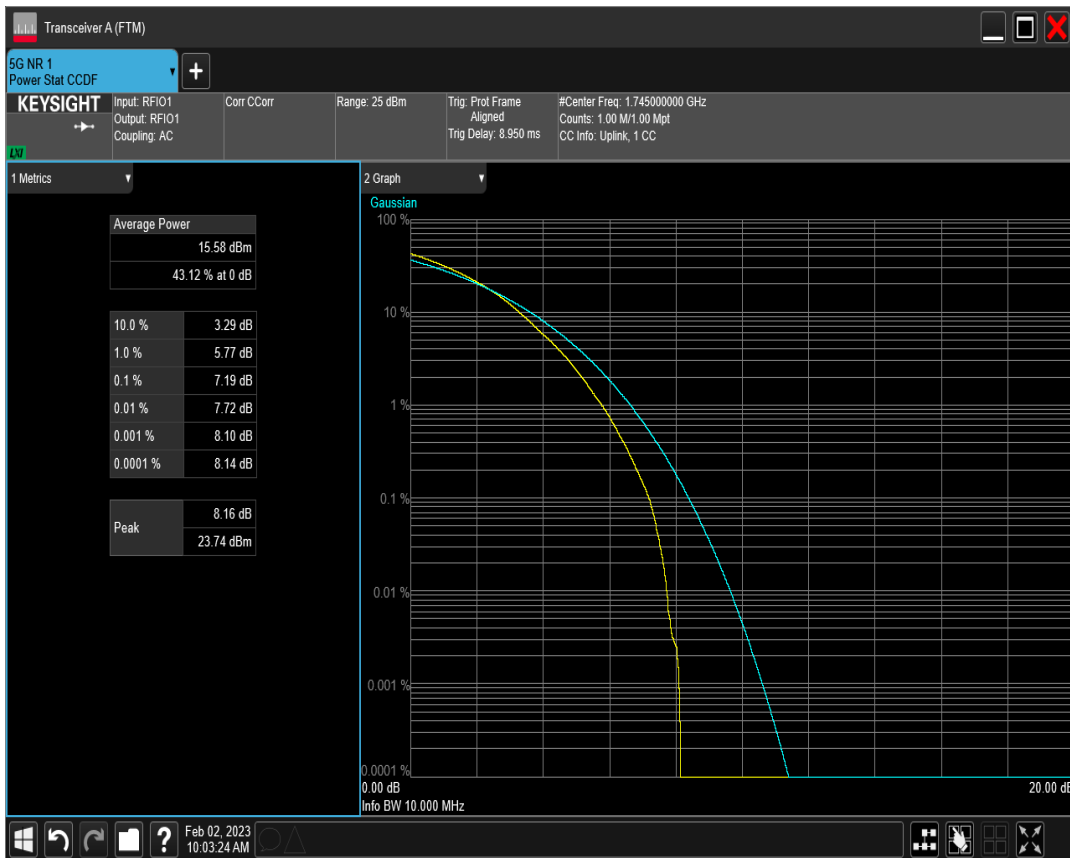 Transceiver A (FTM)
5G NR 1
Power Stat CCDF
+
KEYSIGHT
LXI
Input: RFIO1
Output: RFIO1
Coupling: AC
Corr CCorr
Range: 25 dBm
Trig: Prot Frame
Aligned
Trig Delay: 8.950 ms
#Center Freq: 1.745000000 GHz
Counts: 1.00 M/1.00 Mpt
CC Info: Uplink, 1 CC
1 Metrics
Average Power
15.58 dBm
43.12 % at 0 dB
10.0 % 3.29 dB
1.0 % 5.77 dB
0.1 % 7.19 dB
0.01 % 7.72 dB
0.001 % 8.10 dB
0.0001 % 8.14 dB
Peak
8.16 dB
23.74 dBm
2 Graph
Gaussian
100 %
10 %
1 %
0.1 %
0.01 %
0.001 %
0.0001 %
0.00 dB 20.00 dB
Info BW 10.000 MHz
?
Feb 02, 2023
10:03:24 AM